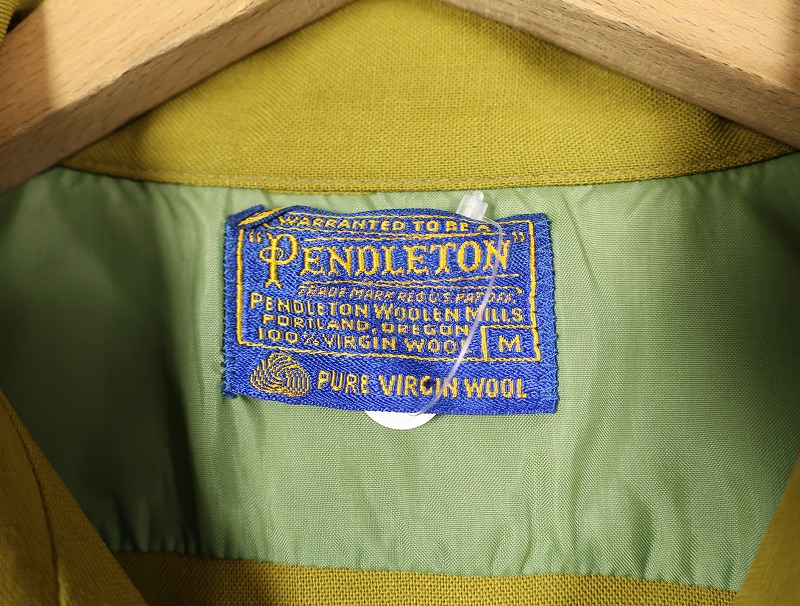 WARRANTED TO BE A
"PENDLETON"
TRADE MARK REG U.S. PAT. OFF.
PENDLETON WOOLEN MILLS
PORTLAND, OREGON
100% VIRGIN WOOL M
PURE VIRGIN WOOL